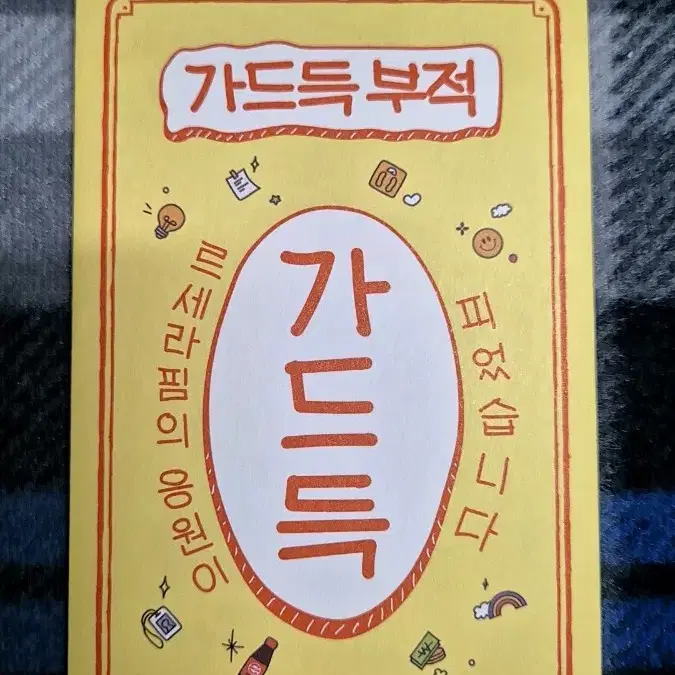 가드득 부적
가드득
르세라핌의 응원이
피었습니다
₩